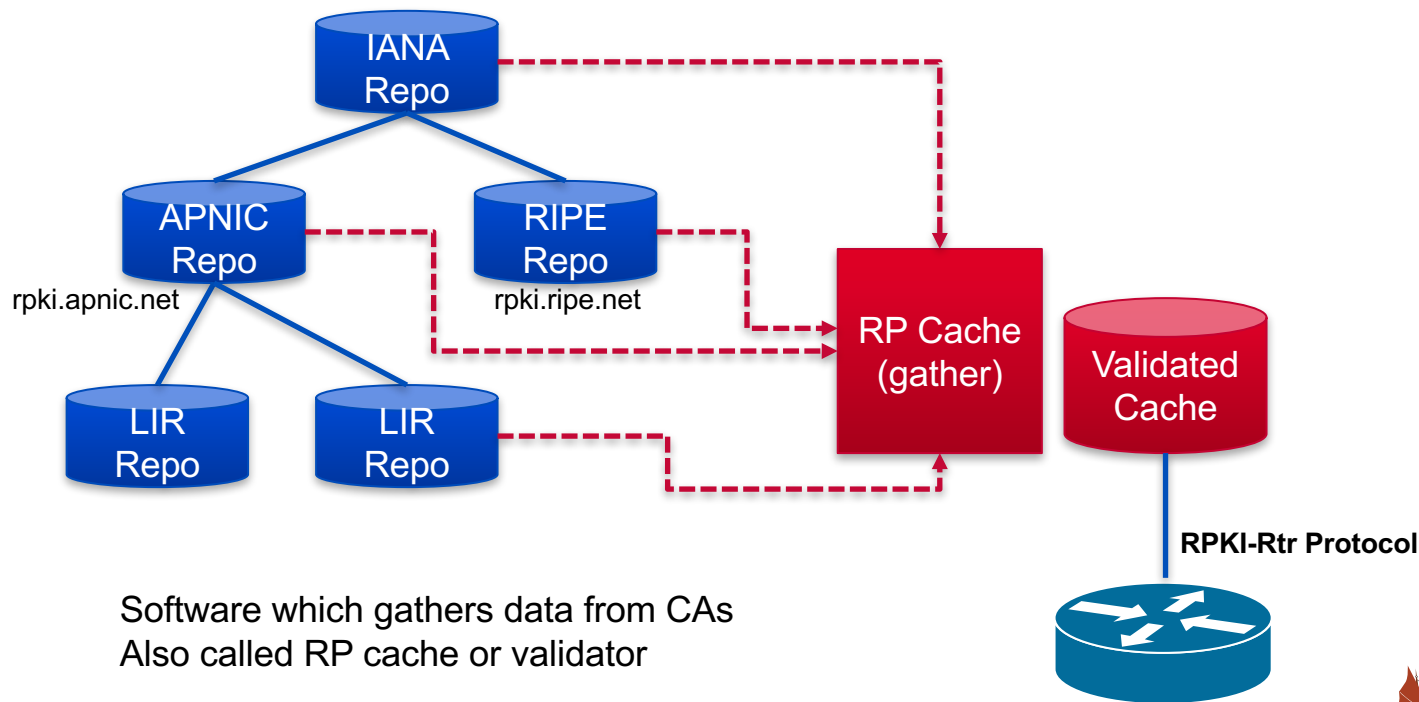 IANA
Repo
APNIC
Repo
RIPE
Repo
rpki.apnic.net
rpki.ripe.net
LIR
Repo
LIR
Repo
RP Cache
(gather)
Validated
Cache
RPKI-Rtr Protocol
Software which gathers data from CAs
Also called RP cache or validator